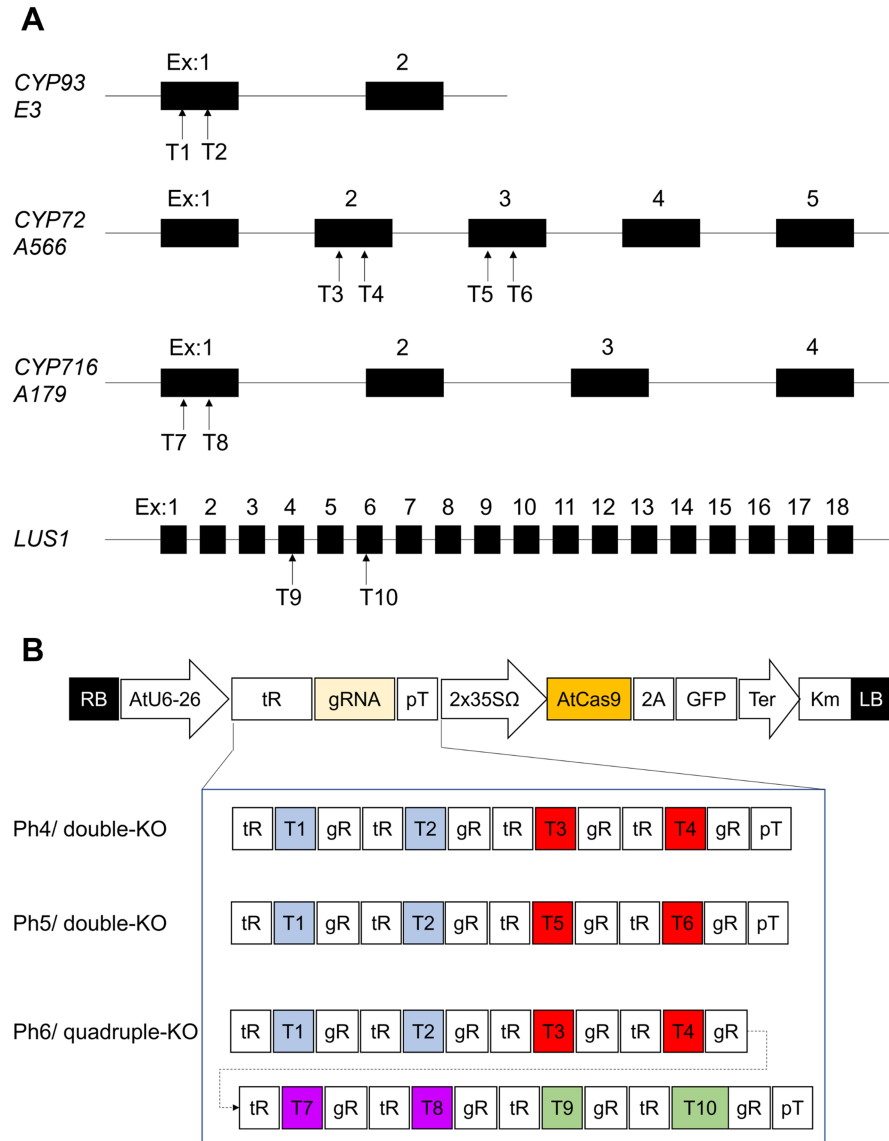 A
CYP93
E3
Ex:1 2
T1 T2
CYP72
A566
Ex:1 2 3 4 5
T3 T4 T5 T6
CYP716
A179
Ex:1 2 3 4
T7 T8
LUS1
Ex:1 2 3 4 5 6 7 8 9 10 11 12 13 14 15 16 17 18
T9 T10
B
RB AtU6-26 tR gRNA pT 2x35SΩ AtCas9 2A GFP Ter Km LB
Ph4/ double-KO
tR T1 gR tR T2 gR tR T3 gR tR T4 gR pT
Ph5/ double-KO
tR T1 gR tR T2 gR tR T5 gR tR T6 gR pT
Ph6/ quadruple-KO
tR T1 gR tR T2 gR tR T3 gR tR T4 gR
tR T7 gR tR T8 gR tR T9 gR tR T10 gR pT